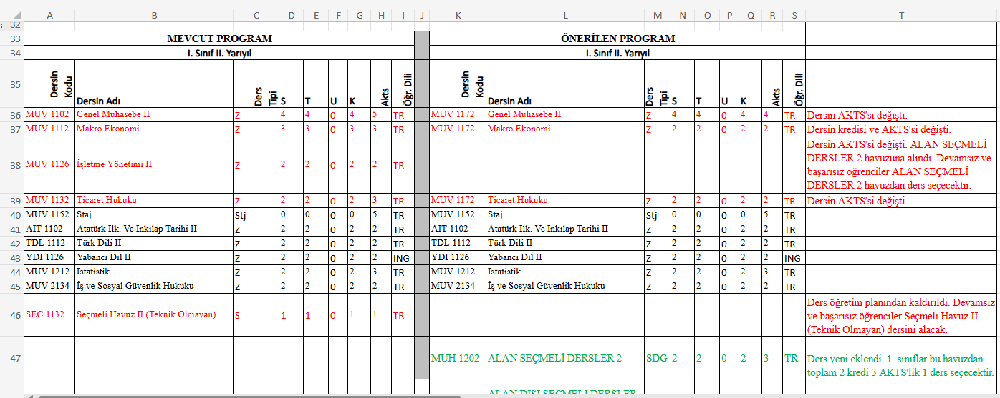 A B C D E F G H I J K L M N O P Q R S T
32
33 MEVCUT PROGRAM ÖNERİLEN PROGRAM
34 I. Sınıf II. Yarıyıl I. Sınıf II. Yarıyıl
35 Dersin Kodu Dersin Adı Ders Tipi S T U K Akts Öğr. Dili Dersin Kodu Dersin Adı Ders Tipi S T U K Akts Öğr. Dili
36 MUV 1102 Genel Muhasebe II Z 4 4 0 4 5 TR MUV 1172 Genel Muhasebe II Z 4 4 0 4 4 TR Dersin AKTS'si değişti.
37 MUV 1112 Makro Ekonomi Z 3 3 0 3 3 TR MUV 1172 Makro Ekonomi Z 2 2 0 2 2 TR Dersin kredisi ve AKTS'si değişti.
38 MUV 1126 İşletme Yönetimi II Z 2 2 0 2 2 TR Dersin AKTS'si değişti. ALAN SEÇMELİ
DERSLER 2 havuzuna alındı. Devamsız ve
başarısız öğrenciler ALAN SEÇMELİ
DERSLER 2 havuzdan ders seçecektir.
39 MUV 1132 Ticaret Hukuku Z 2 2 0 2 3 TR MUV 1172 Ticaret Hukuku Z 2 2 0 2 2 TR Dersin AKTS'si değişti.
40 MUV 1152 Staj Stj 0 0 0 0 5 TR MUV 1152 Staj Stj 0 0 0 0 5 TR
41 AİT 1102 Atatürk İlk. Ve İnkılap Tarihi II Z 2 2 0 2 2 TR AİT 1102 Atatürk İlk. Ve İnkılap Tarihi II Z 2 2 0 2 2 TR
42 TDL 1112 Türk Dili II Z 2 2 0 2 2 TR TDL 1112 Türk Dili II Z 2 2 0 2 2 TR
43 YDI 1126 Yabancı Dil II Z 2 2 0 2 2 İNG YDI 1126 Yabancı Dil II Z 2 2 0 2 2 İNG
44 MUV 1212 İstatistik Z 2 2 0 2 3 TR MUV 1212 İstatistik Z 2 2 0 2 3 TR
45 MUV 2134 İş ve Sosyal Güvenlik Hukuku Z 2 2 0 2 2 TR MUV 2134 İş ve Sosyal Güvenlik Hukuku Z 2 2 0 2 2 TR
46 SEC 1132 Seçmeli Havuz II (Teknik Olmayan) S 1 1 0 1 1 TR Ders öğretim planından kaldırıldı. Devamsız
ve başarısız öğrenciler Seçmeli Havuz II
(Teknik Olmayan) dersini alacak.
47 MUH 1202 ALAN SEÇMELİ DERSLER 2 SDG 2 2 0 2 3 TR Ders yeni eklendi. 1. sınıflar bu havuzdan
toplam 2 kredi 3 AKTS'lik 1 ders seçecektir.
ALAN DIŞI SEÇMELİ DERSLER